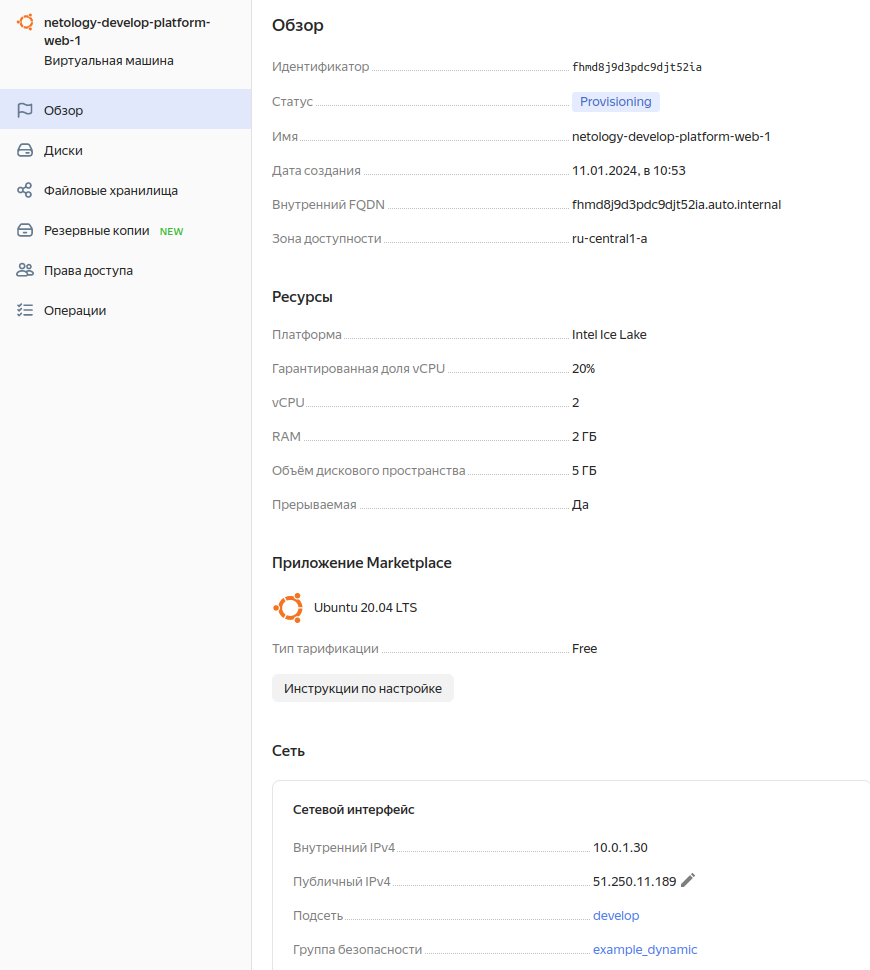 netology-develop-platform-
web-1
Виртуальная машина
Обзор
Диски
Файловые хранилища
Резервные копии NEW
Права доступа
Операции
Обзор
Идентификатор fhmd8j9d3pdc9djt52ia
Статус Provisioning
Имя netology-develop-platform-web-1
Дата создания 11.01.2024, в 10:53
Внутренний FQDN fhmd8j9d3pdc9djt52ia.auto.internal
Зона доступности ru-central1-a
Ресурсы
Платформа Intel Ice Lake
Гарантированная доля vCPU 20%
vCPU 2
RAM 2 ГБ
Объём дискового пространства 5 ГБ
Прерываемая Да
Приложение Marketplace
Ubuntu 20.04 LTS
Тип тарификации Free
Инструкции по настройке
Сеть
Сетевой интерфейс
Внутренний IPv4 10.0.1.30
Публичный IPv4 51.250.11.189
Подсеть develop
Группа безопасности example_dynamic